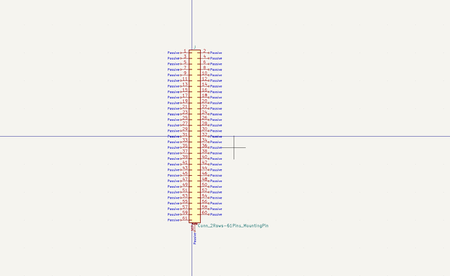 Passive 1 2 Passive
Passive 3 4 Passive
Passive 5 6 Passive
Passive 7 8 Passive
Passive 9 10 Passive
Passive 11 12 Passive
Passive 13 14 Passive
Passive 15 16 Passive
Passive 17 18 Passive
Passive 19 20 Passive
Passive 21 22 Passive
Passive 23 24 Passive
Passive 25 26 Passive
Passive 27 28 Passive
Passive 29 30 Passive
Passive 31 32 Passive
Passive 33 34 Passive
Passive 35 36 Passive
Passive 37 38 Passive
Passive 39 40 Passive
Passive 41 42 Passive
Passive 43 44 Passive
Passive 45 46 Passive
Passive 47 48 Passive
Passive 49 50 Passive
Passive 51 52 Passive
Passive 53 54 Passive
Passive 55 56 Passive
Passive 57 58 Passive
Passive 59 60 Passive
Passive 61
Conn_2Rows-61Pins_MountingPin
Passive